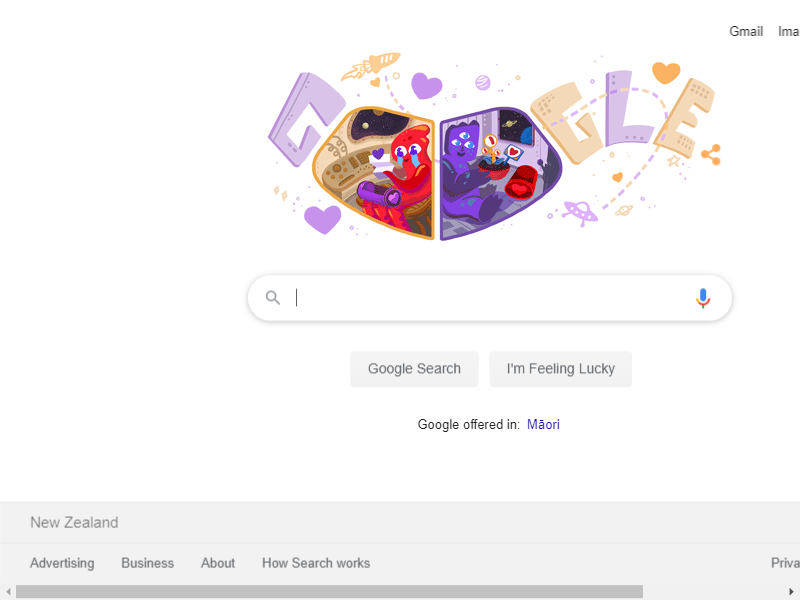 Gmail Ima
G GLE
Google Search I'm Feeling Lucky
Google offered in: Māori
New Zealand
Advertising Business About How Search works Priva